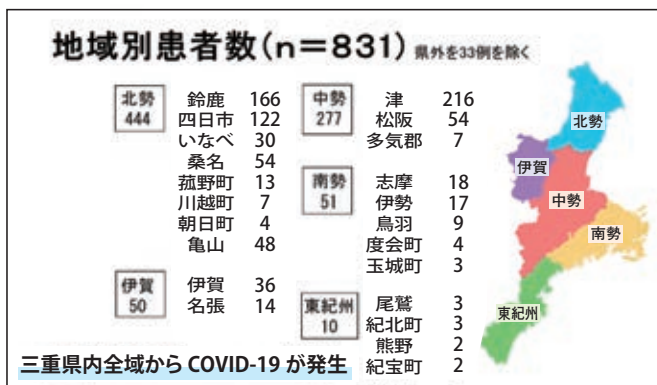 地域別患者数(n=831) 県外を33例を除く
北勢
444
鈴鹿 166
四日市 122
いなべ 30
桑名 54
菰野町 13
川越町 7
朝日町 4
亀山 48
伊賀
50
伊賀 36
名張 14
中勢
277
津 216
松阪 54
多気郡 7
南勢
51
志摩 18
伊勢 17
鳥羽 9
度会町 4
玉城町 3
東紀州
10
尾鷲 3
紀北町 3
熊野 2
紀宝町 2
北勢
伊賀
中勢
南勢
東紀州
三重県内全域から COVID-19 が発生